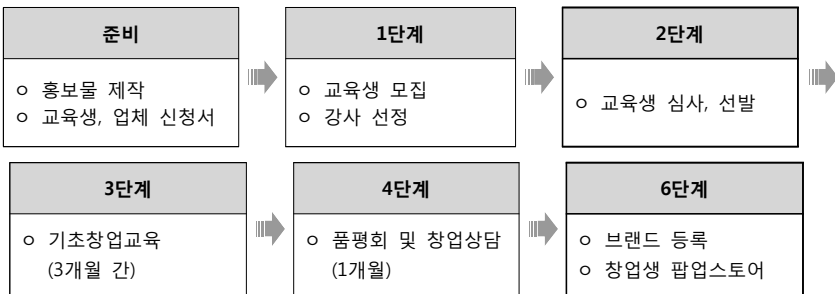 준비
ㅇ 홍보물 제작
ㅇ 교육생, 업체 신청서
1단계
ㅇ 교육생 모집
ㅇ 강사 선정
2단계
ㅇ 교육생 심사, 선발
3단계
ㅇ 기초창업교육
(3개월 간)
4단계
ㅇ 품평회 및 창업상담
(1개월)
6단계
ㅇ 브랜드 등록
ㅇ 창업생 팝업스토어